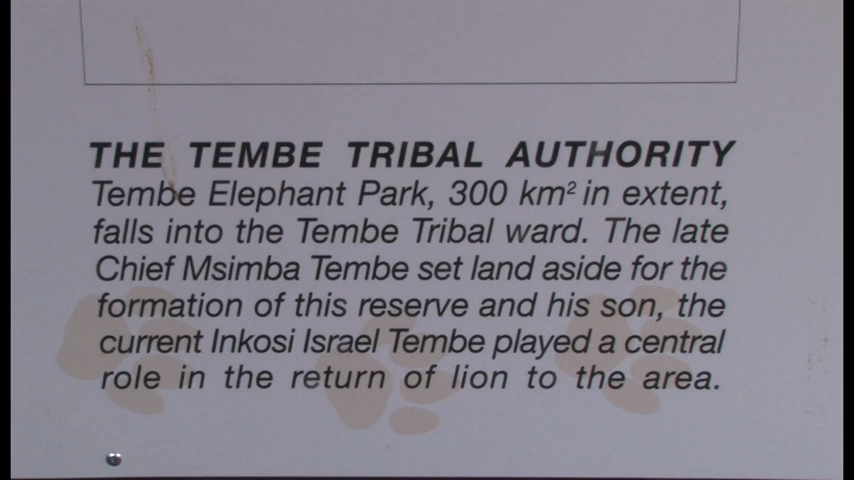 THE TEMBE TRIBAL AUTHORITY
Tembe Elephant Park, 300 km² in extent,
falls into the Tembe Tribal ward. The late
Chief Msimba Tembe set land aside for the
formation of this reserve and his son, the
current Inkosi Israel Tembe played a central
role in the return of lion to the area.